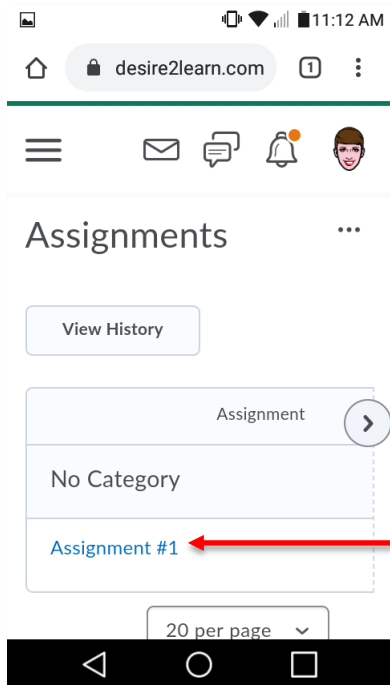 11:12 AM
desire2learn.com 1
Assignments
View History
Assignment
No Category
Assignment #1
20 per page